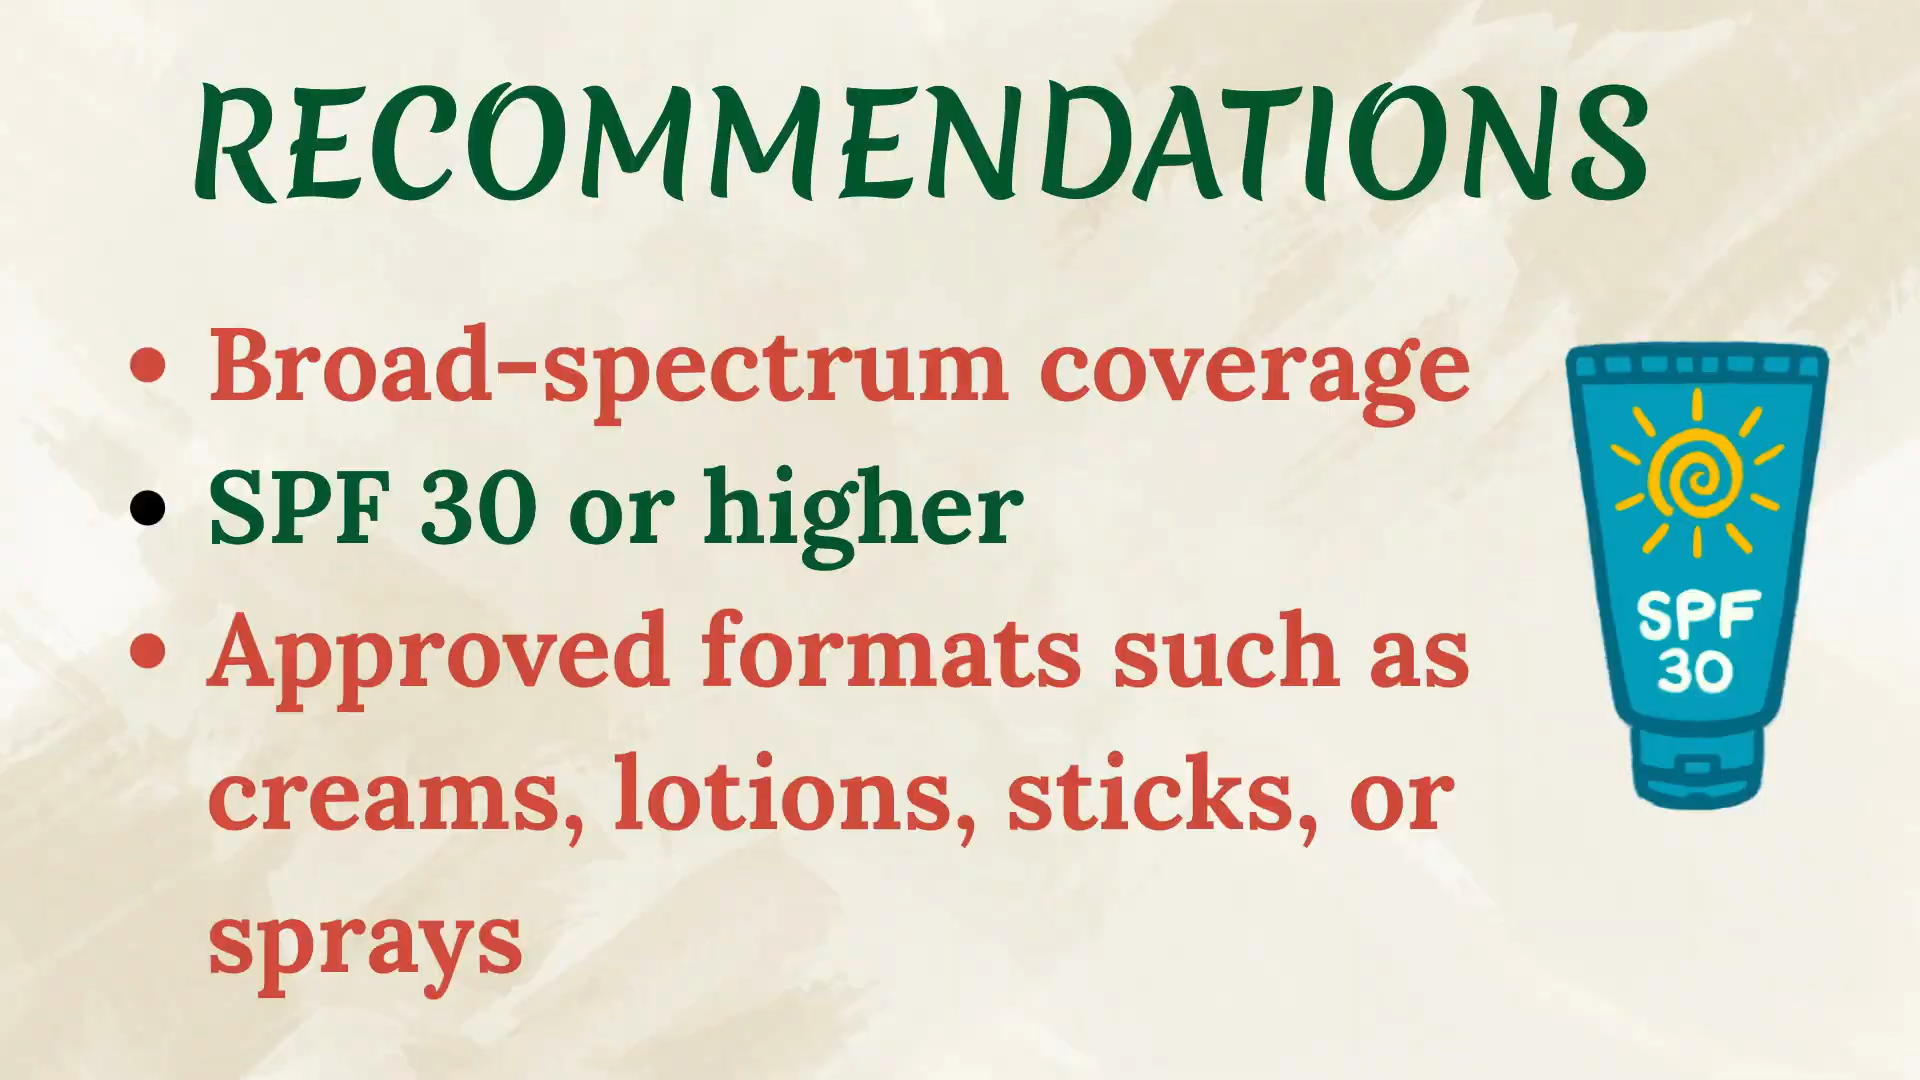 RECOMMENDATIONS
• Broad-spectrum coverage
• SPF 30 or higher
• Approved formats such as
creams, lotions, sticks, or
sprays
SPF
30